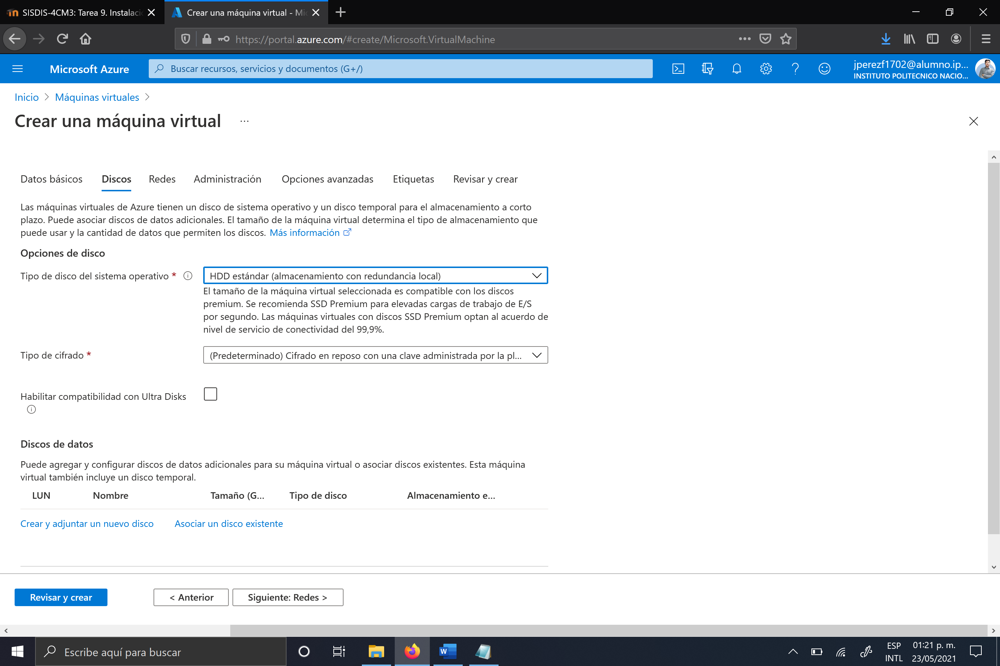 SISDIS-4CM3: Tarea 9. Instalaci
Crear una máquina virtual - Mic
https://portal.azure.com/#create/Microsoft.VirtualMachine
Microsoft Azure
Buscar recursos, servicios y documentos (G+/)
jperezf1702@alumno.ip...
INSTITUTO POLITECNICO NACIO...
Inicio > Máquinas virtuales >
Crear una máquina virtual ...
Datos básicos Discos Redes Administración Opciones avanzadas Etiquetas Revisar y crear
Las máquinas virtuales de Azure tienen un disco de sistema operativo y un disco temporal para el almacenamiento a corto
plazo. Puede asociar discos de datos adicionales. El tamaño de la máquina virtual determina el tipo de almacenamiento que
puede usar y la cantidad de datos que permiten los discos. Más información
Opciones de disco
Tipo de disco del sistema operativo * HDD estándar (almacenamiento con redundancia local)
El tamaño de la máquina virtual seleccionada es compatible con los discos
premium. Se recomienda SSD Premium para elevadas cargas de trabajo de E/S
por segundo. Las máquinas virtuales con discos SSD Premium optan al acuerdo de
nivel de servicio de conectividad del 99,9%.
Tipo de cifrado * (Predeterminado) Cifrado en reposo con una clave administrada por la pl...
Habilitar compatibilidad con Ultra Disks
Discos de datos
Puede agregar y configurar discos de datos adicionales para su máquina virtual o asociar discos existentes. Esta máquina
virtual también incluye un disco temporal.
LUN Nombre Tamaño (G... Tipo de disco Almacenamiento e...
Crear y adjuntar un nuevo disco Asociar un disco existente
Revisar y crear < Anterior Siguiente: Redes >
Escribe aquí para buscar
ESP
INTL
01:21 p. m.
23/05/2021